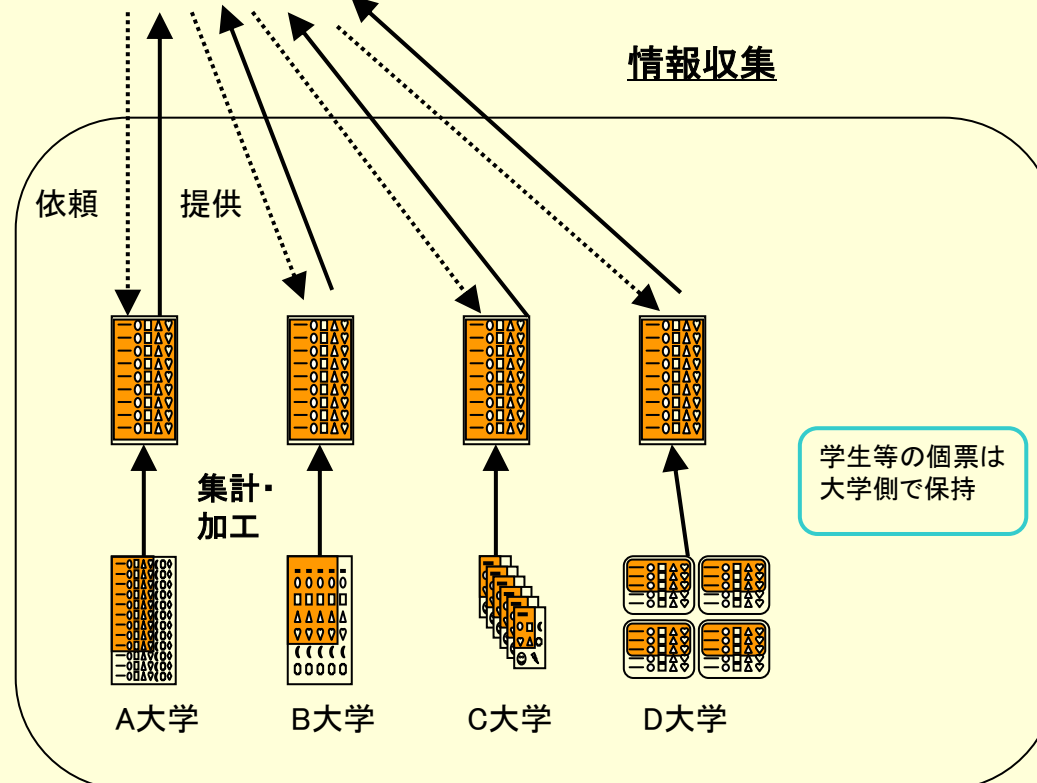 情報収集
依頼
提供
学生等の個票は
大学側で保持
集計・
加工
A大学
B大学
C大学
D大学